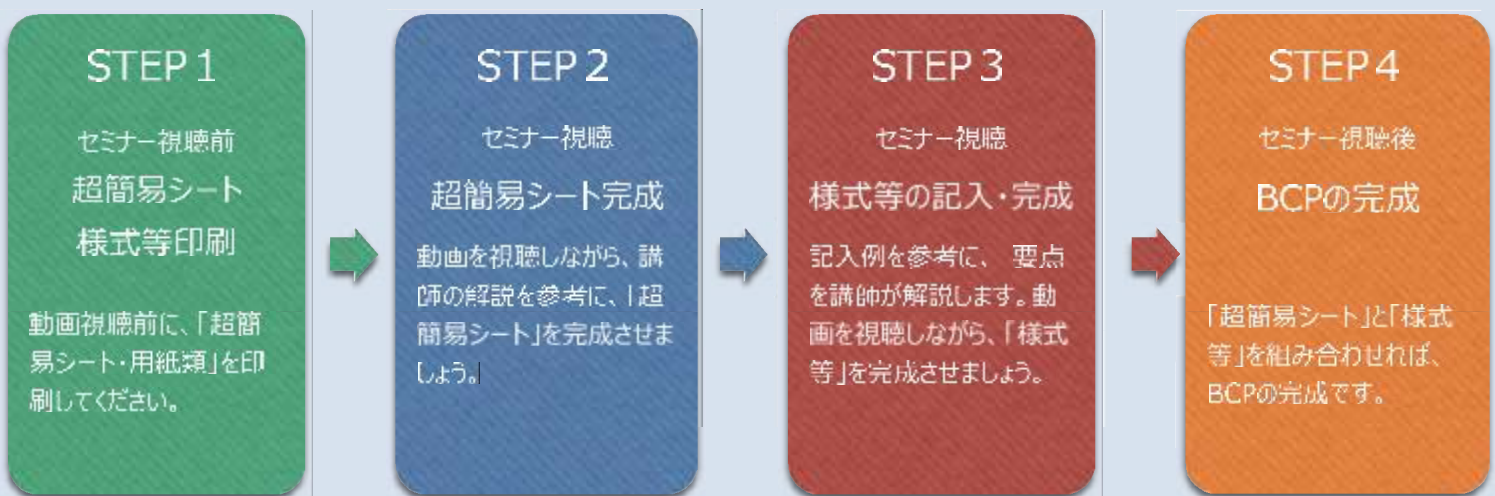 STEP 1
セミナー視聴前
超簡易シート
様式等印刷
動画視聴前に、「超簡
易シート・用紙類」を印
刷してください。
STEP 2
セミナー視聴
超簡易シート完成
動画を視聴しながら、講
師の解説を参考に、「超
簡易シート」を完成させま
しょう。
STEP 3
セミナー視聴
様式等の記入・完成
記入例を参考に、 要点
を講師が解説します。動
画を視聴しながら、「様式
等」を完成させましょう。
STEP 4
セミナー視聴後
BCPの完成
「超簡易シート」と「様式
等」を組み合わせれば、
BCPの完成です。